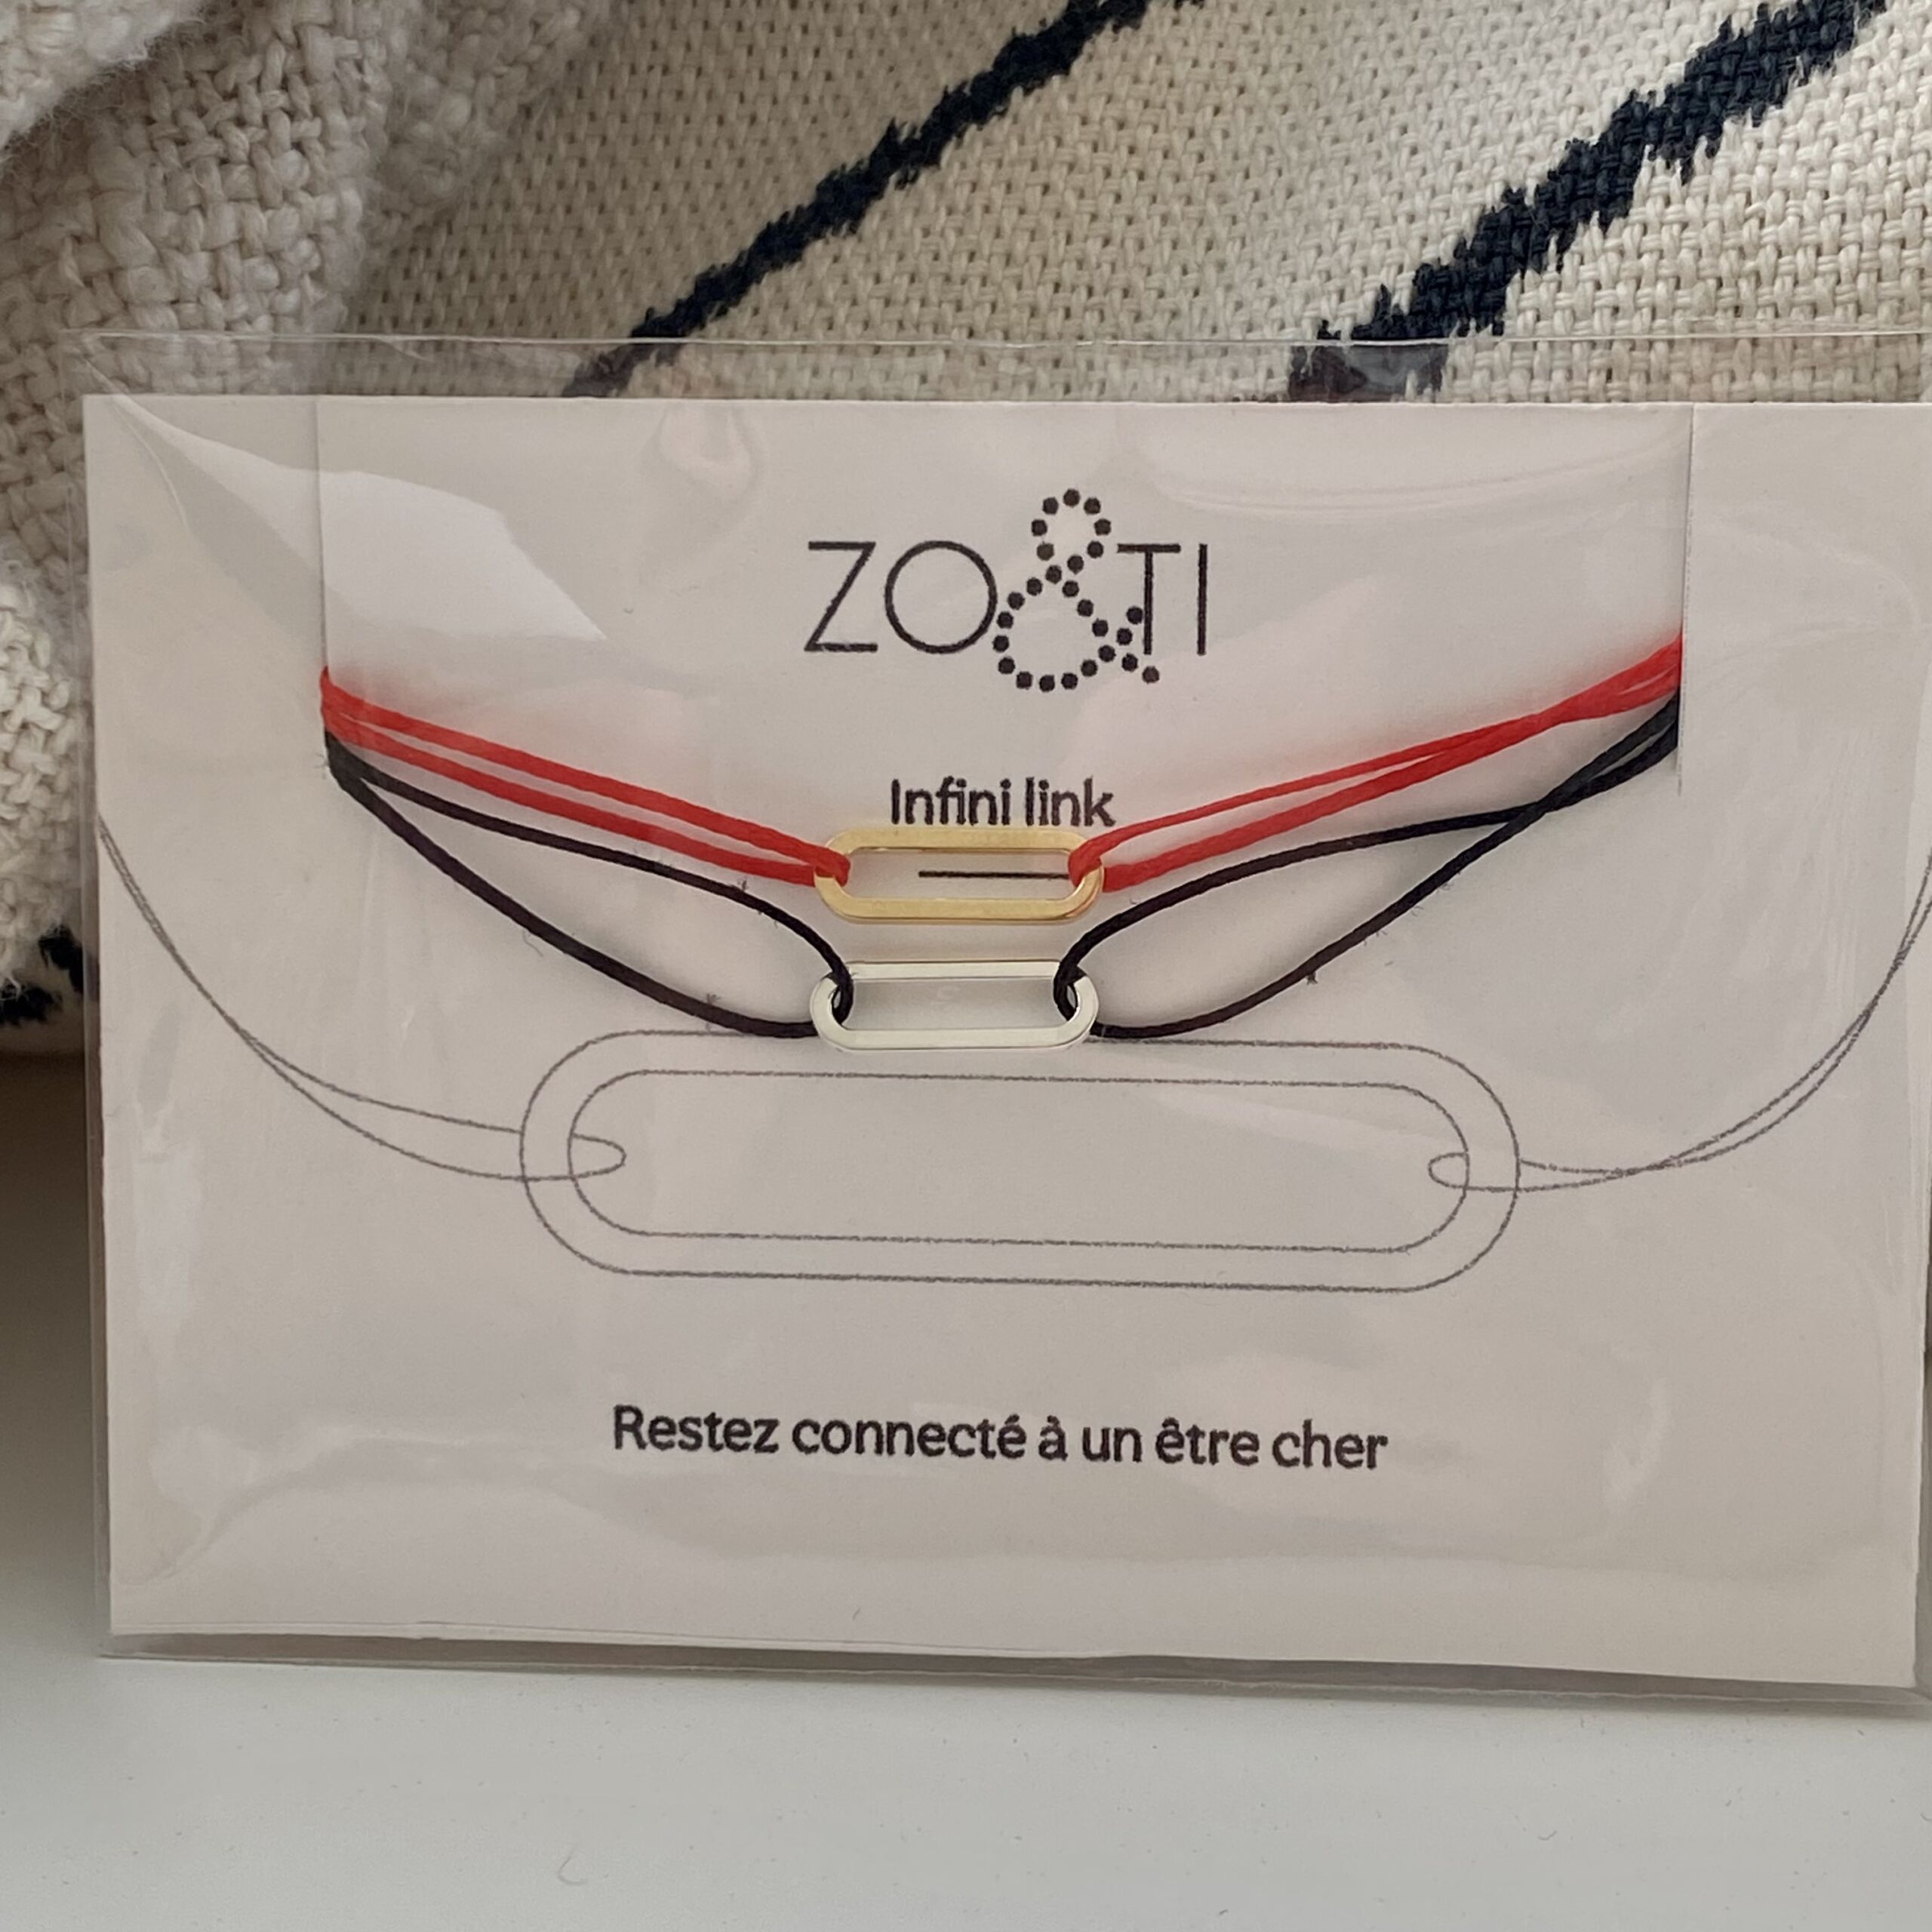 ZO&TI
Infini link
Restez connecté à un être cher